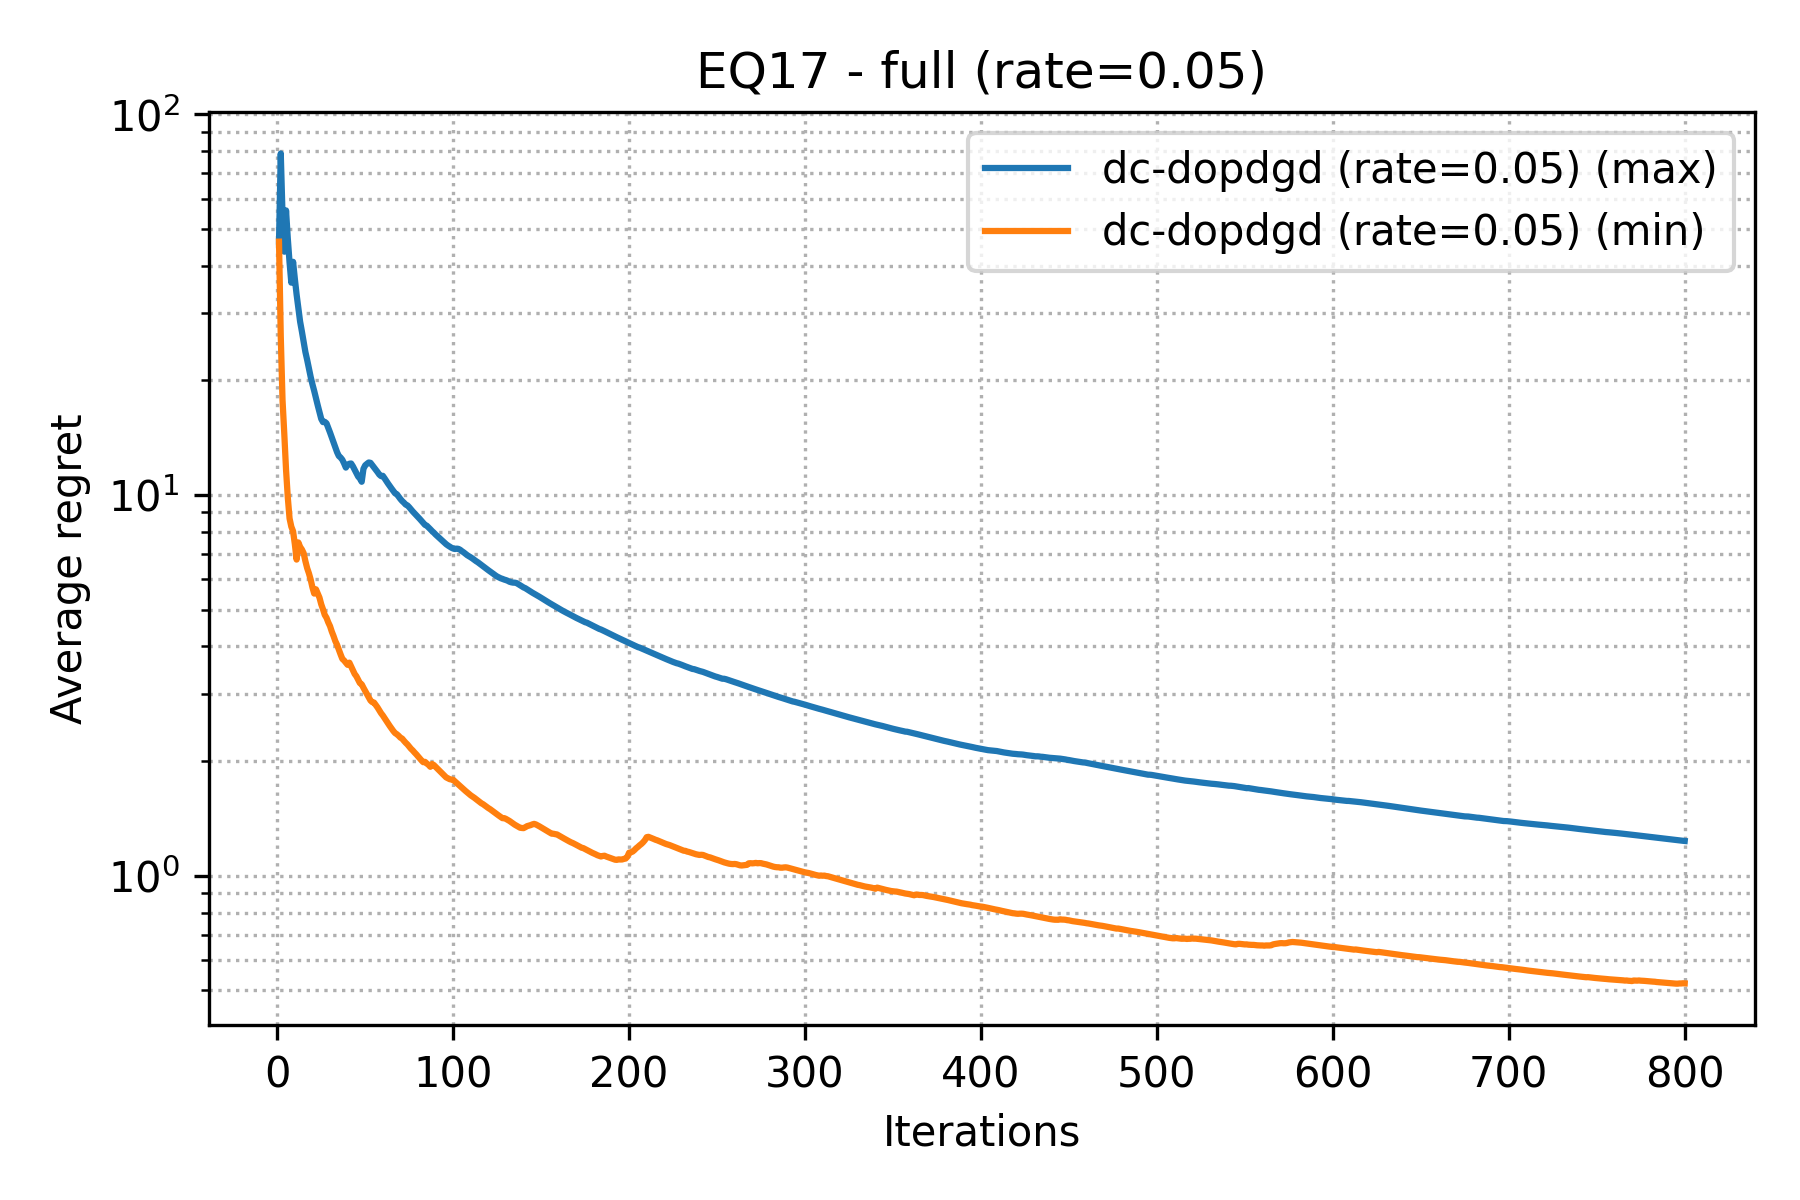 EQ17 - full (rate=0.05)
10²
10¹
10⁰
Average regret
dc-dopdgd (rate=0.05) (max)
dc-dopdgd (rate=0.05) (min)
0 100 200 300 400 500 600 700 800
Iterations